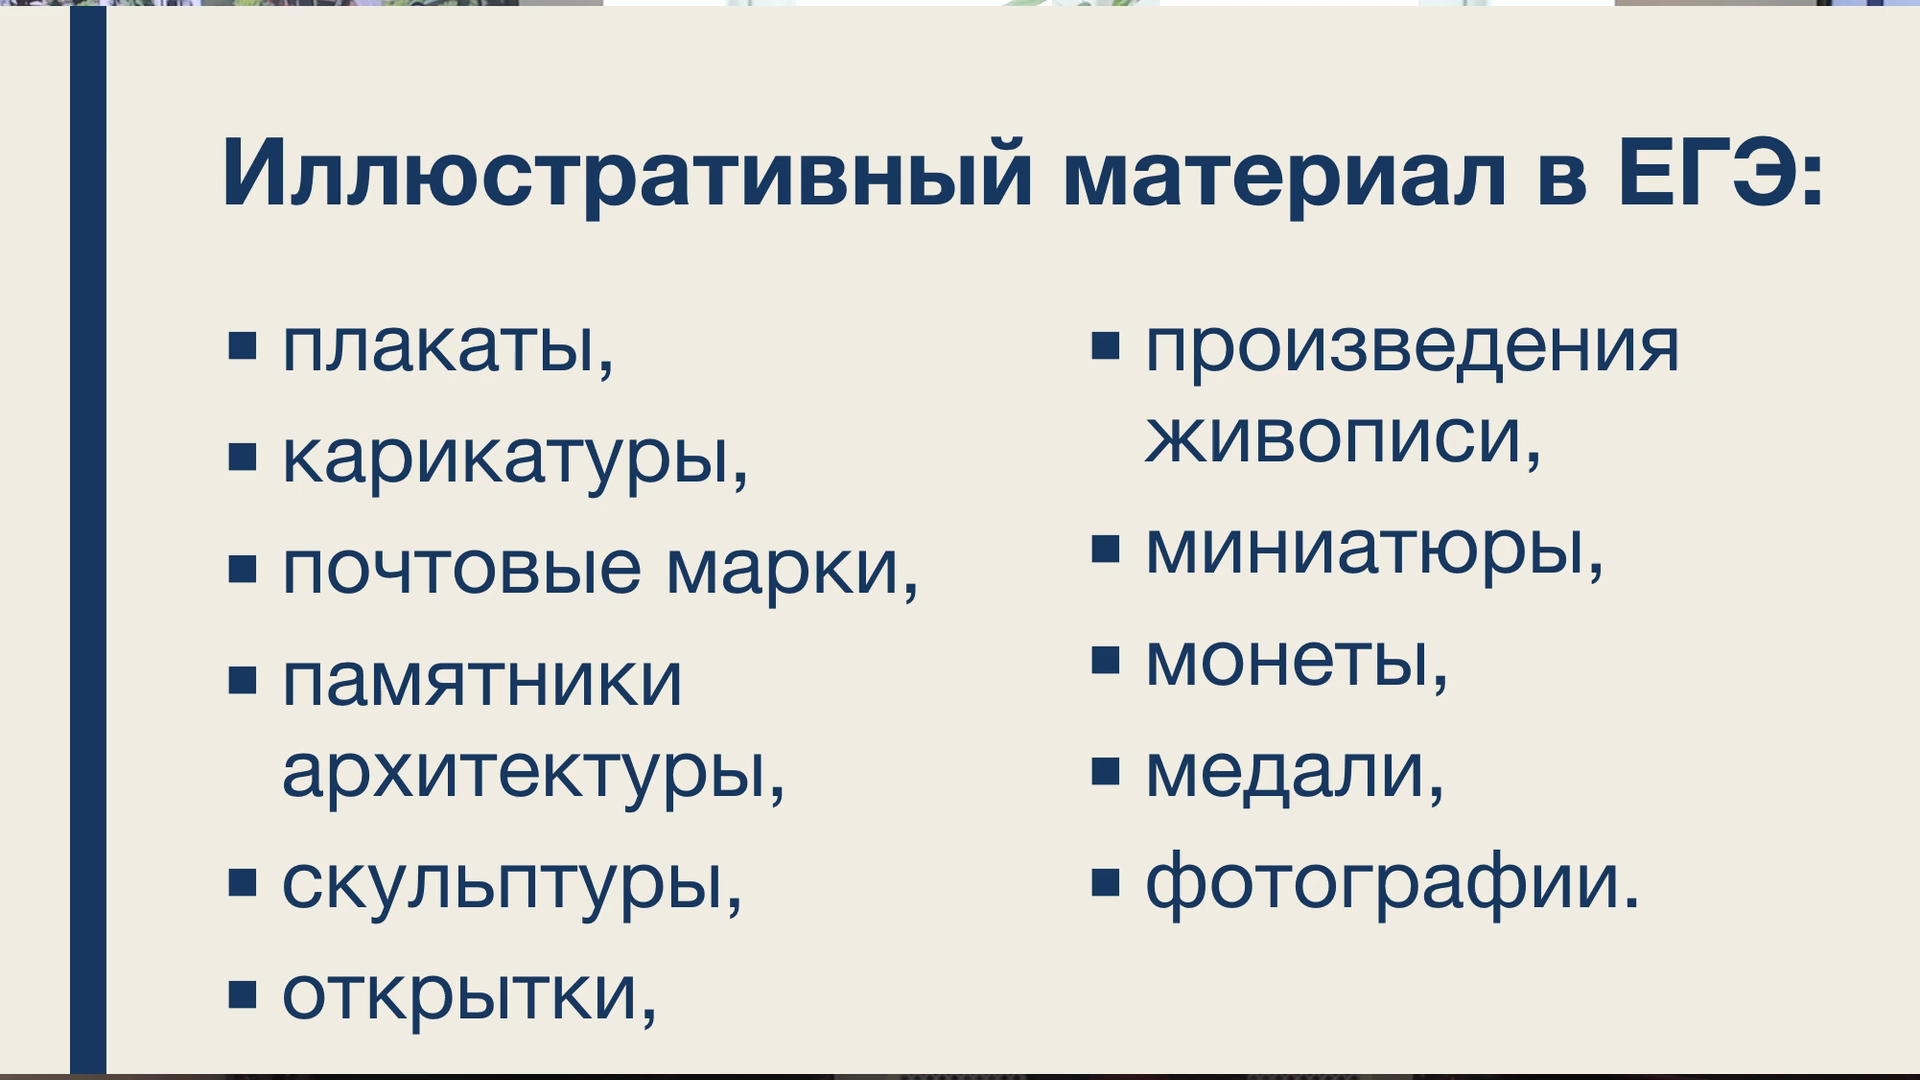 Иллюстративный материал в ЕГЭ:
▪ плакаты,
▪ карикатуры,
▪ почтовые марки,
▪ памятники
архитектуры,
▪ скульптуры,
▪ открытки,
▪ произведения
живописи,
▪ миниатюры,
▪ монеты,
▪ медали,
▪ фотографии.